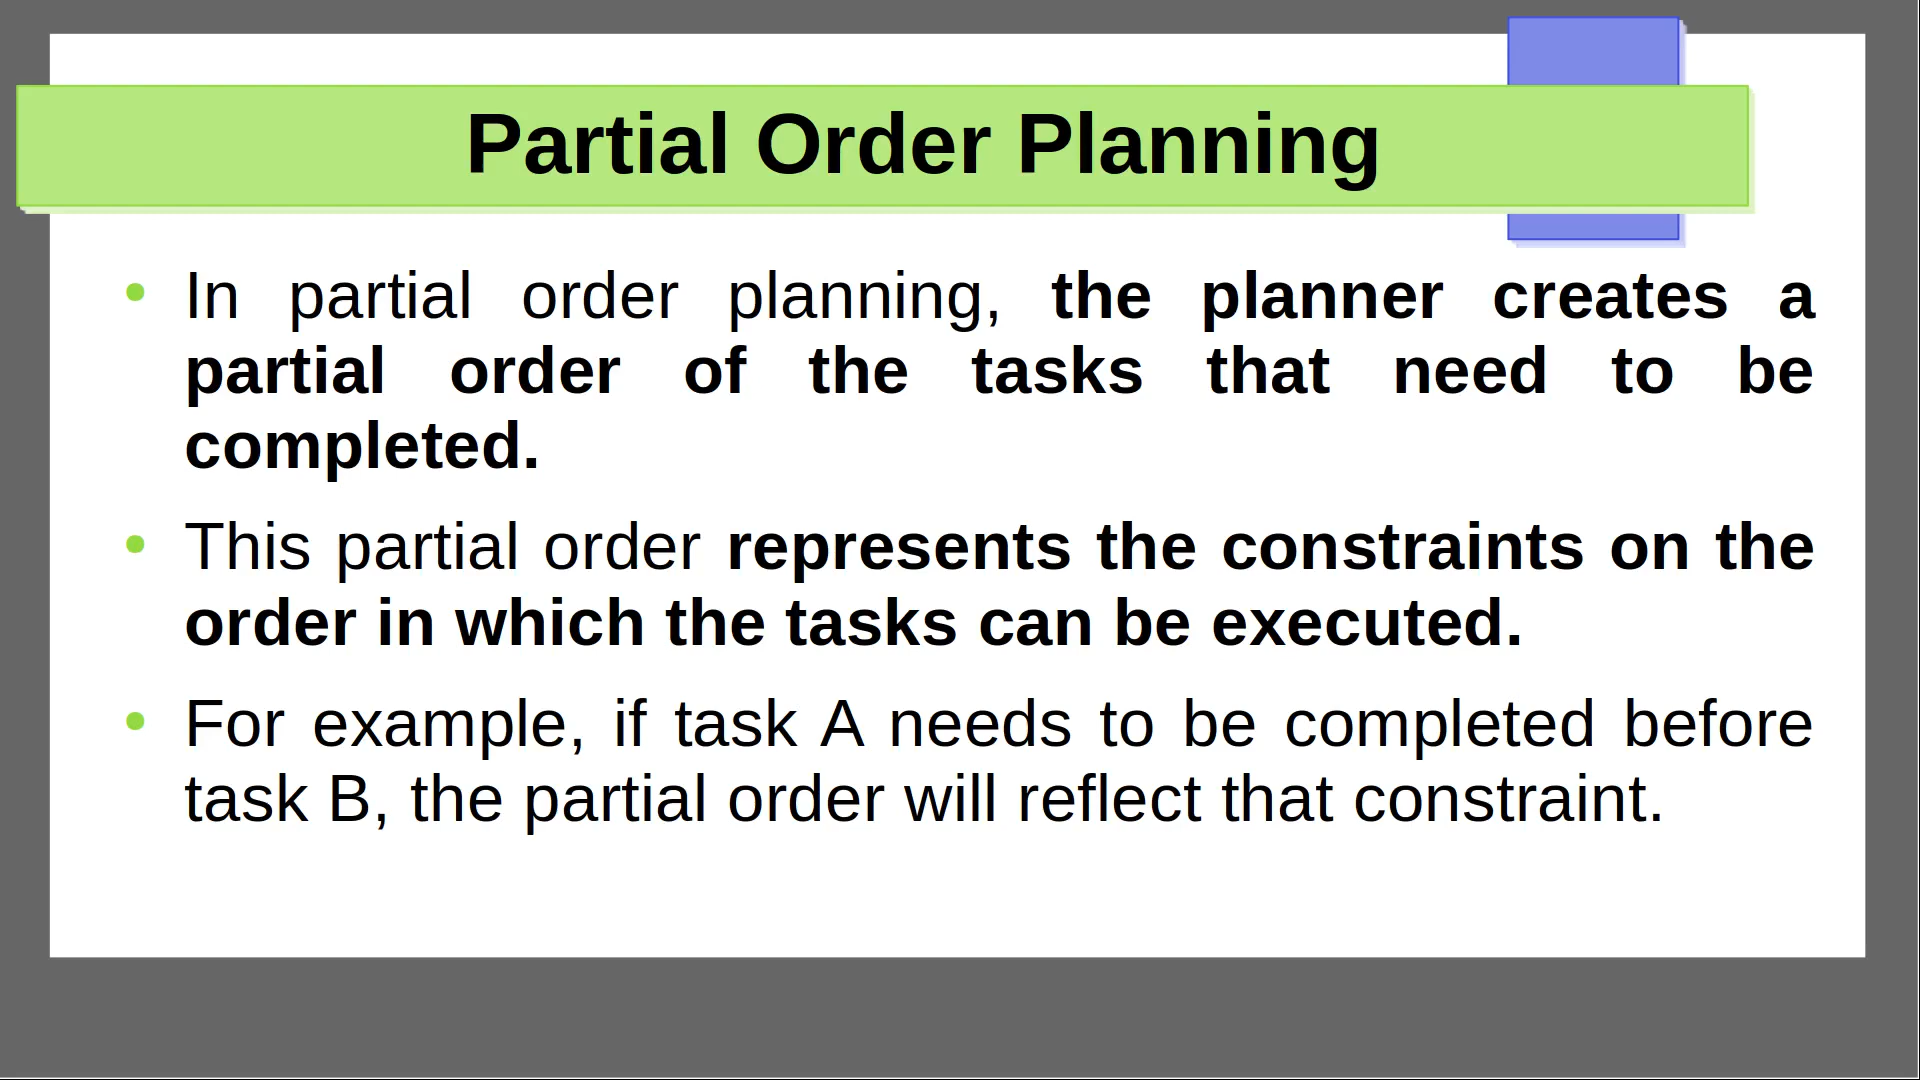 Partial Order Planning
• In partial order planning, the planner creates a
partial order of the tasks that need to be
completed.
• This partial order represents the constraints on the
order in which the tasks can be executed.
• For example, if task A needs to be completed before
task B, the partial order will reflect that constraint.